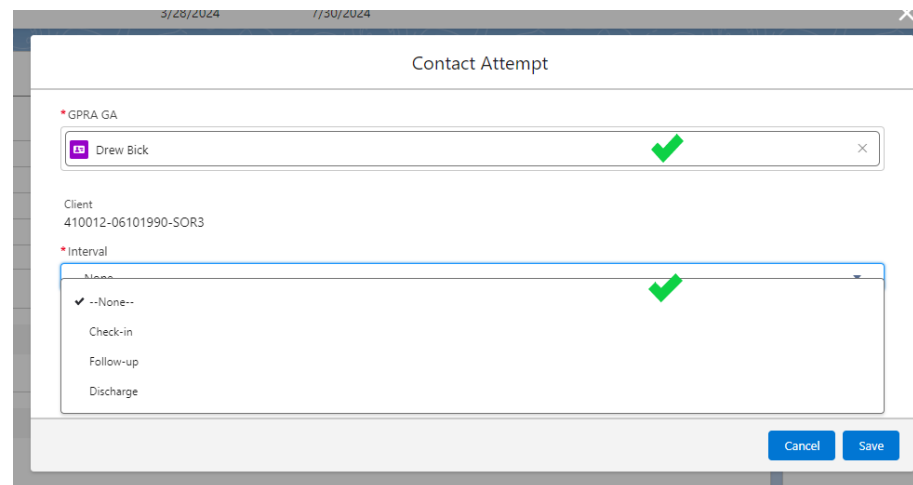 3/28/2024 7/30/2024
Contact Attempt
*GPRA GA
Drew Bick
Client
410012-06101990-SOR3
*Interval
--None--
--None--
Check-in
Follow-up
Discharge
Cancel Save